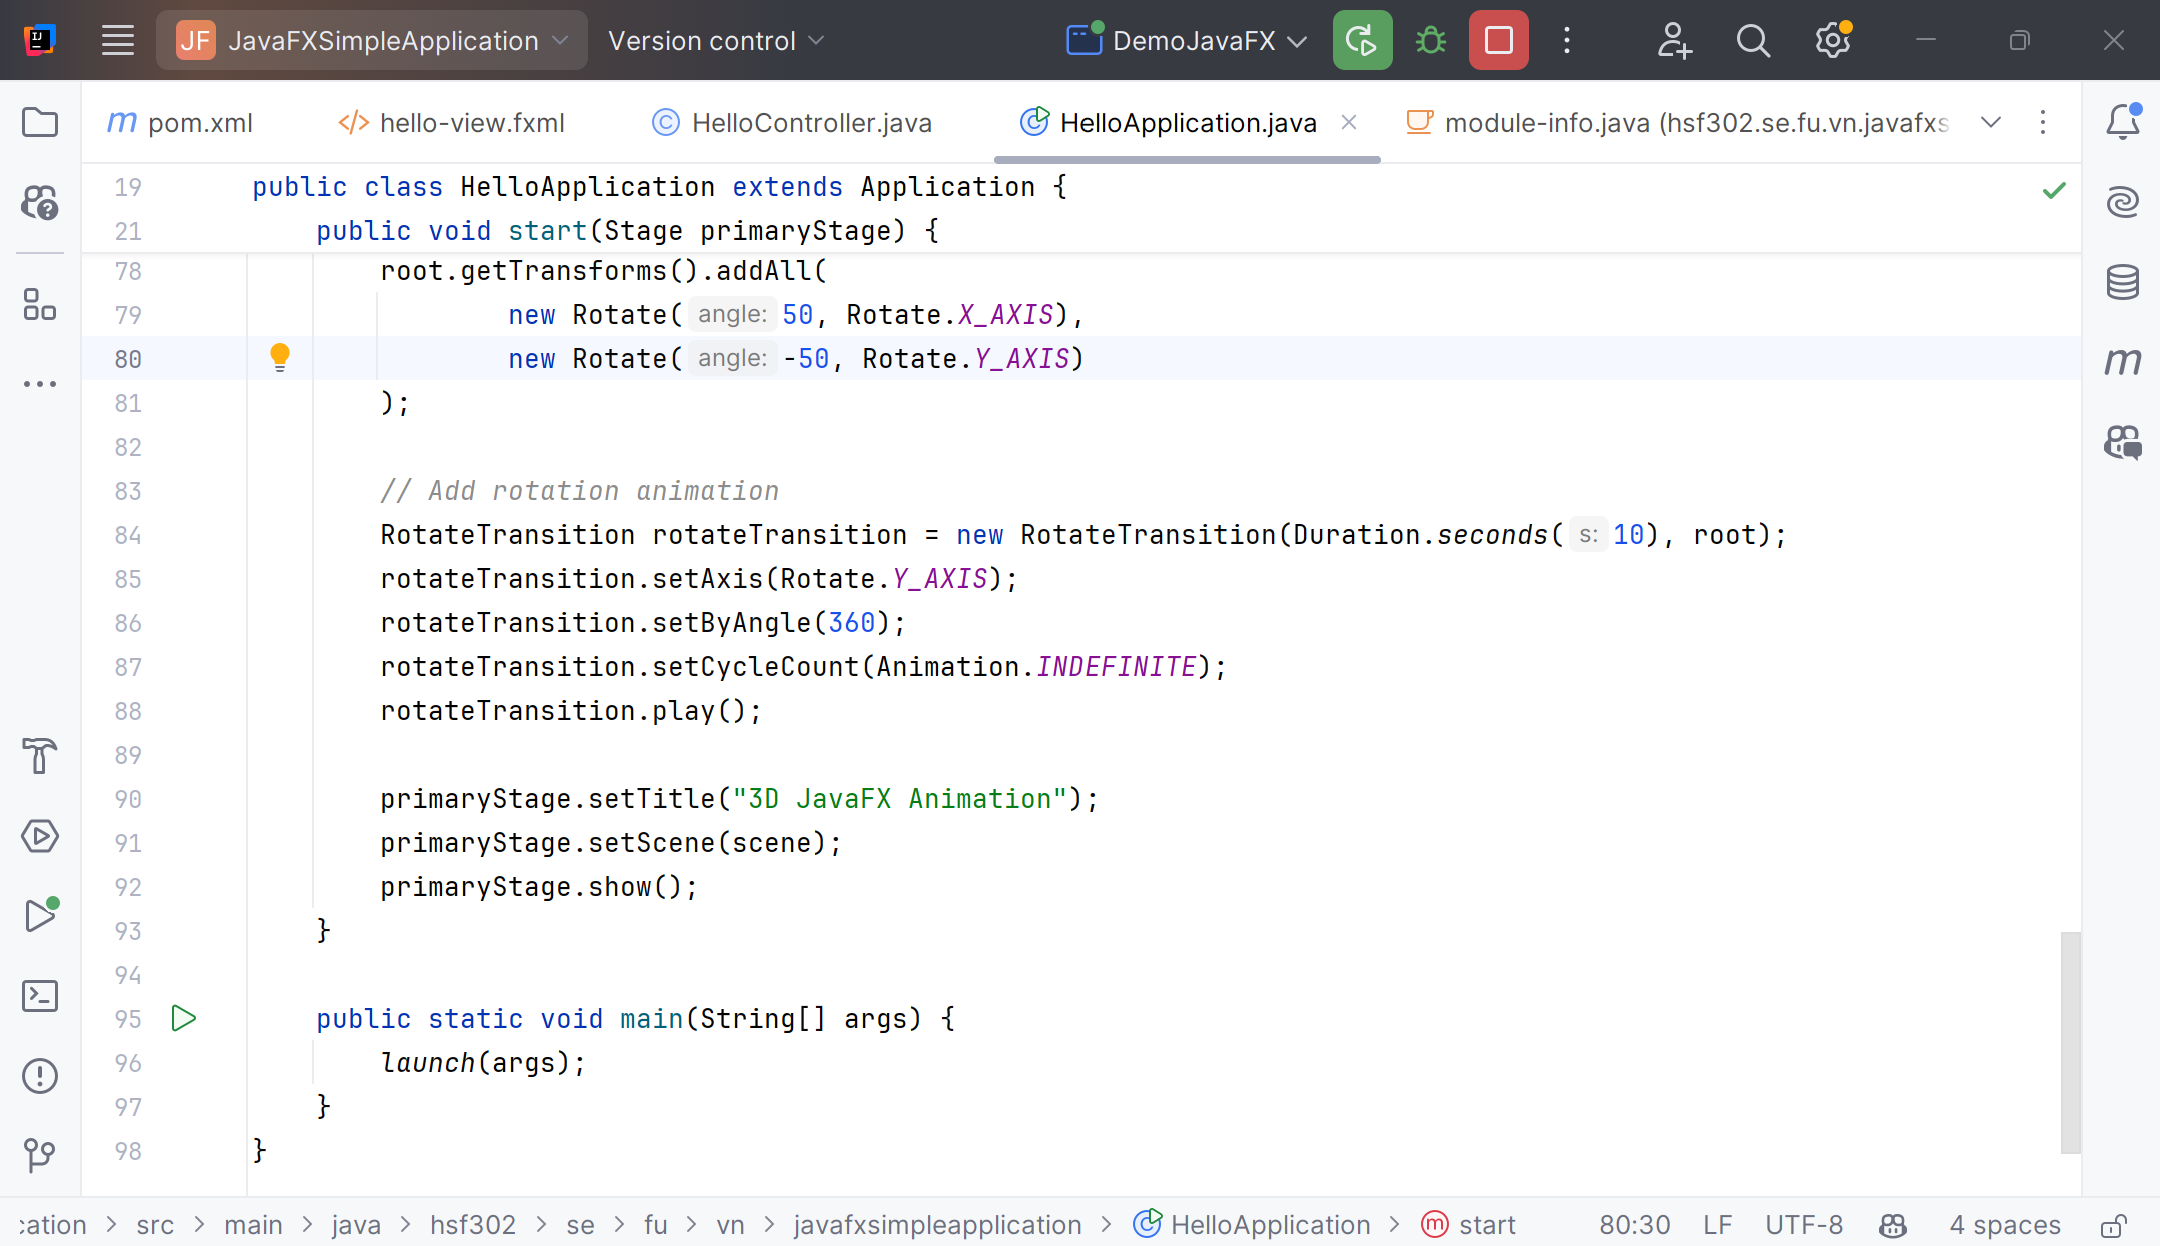 JF JavaFXSimpleApplication Version control DemoJavaFX
pom.xml hello-view.fxml HelloController.java HelloApplication.java module-info.java (hsf302.se.fu.vn.javafxs
19 public class HelloApplication extends Application {
21 public void start(Stage primaryStage) {
78 root.getTransforms().addAll(
79 new Rotate( angle: 50, Rotate.X_AXIS),
80 new Rotate( angle: -50, Rotate.Y_AXIS)
81 );
82
83 // Add rotation animation
84 RotateTransition rotateTransition = new RotateTransition(Duration.seconds( s: 10), root);
85 rotateTransition.setAxis(Rotate.Y_AXIS);
86 rotateTransition.setByAngle(360);
87 rotateTransition.setCycleCount(Animation.INDEFINITE);
88 rotateTransition.play();
89
90 primaryStage.setTitle("3D JavaFX Animation");
91 primaryStage.setScene(scene);
92 primaryStage.show();
93 }
94
95 public static void main(String[] args) {
96 launch(args);
97 }
98 }
cation > src > main > java > hsf302 > se > fu > vn > javafxsimpleapplication > HelloApplication > start 80:30 LF UTF-8 4 spaces